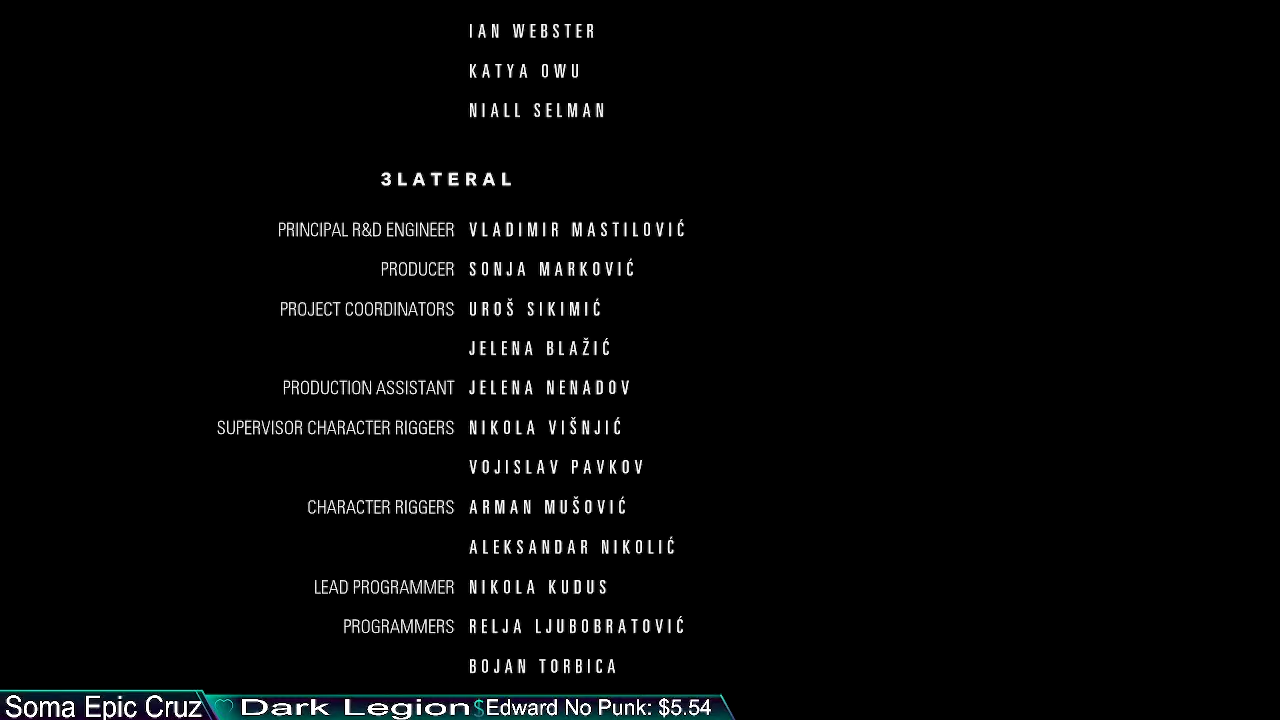 IAN WEBSTER
KATYA OWU
NIALL SELMAN
3LATERAL
PRINCIPAL R&D ENGINEER VLADIMIR MASTILOVIĆ
PRODUCER SONJA MARKOVIĆ
PROJECT COORDINATORS UROŠ SIKIMIĆ
JELENA BLAŽIĆ
PRODUCTION ASSISTANT JELENA NENADOV
SUPERVISOR CHARACTER RIGGERS NIKOLA VIŠNJIĆ
VOJISLAV PAVKOV
CHARACTER RIGGERS ARMAN MUŠOVIĆ
ALEKSANDAR NIKOLIĆ
LEAD PROGRAMMER NIKOLA KUDUS
PROGRAMMERS RELJA LJUBOBRATOVIĆ
BOJAN TORBICA
Soma Epic Cruz ♡ Dark Legion $ Edward No Punk: $5.54